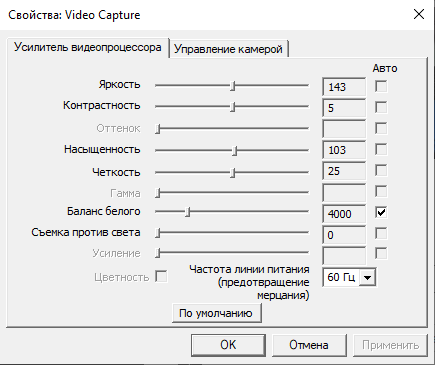 Свойства: Video Capture
Усилитель видеопроцессора
Управление камерой
Авто
Яркость 143
Контрастность 5
Оттенок
Насыщенность 103
Четкость 25
Гамма
Баланс белого 4000
Съемка против света 0
Усиление
Цветность
Частота линии питания
(предотвращение
мерцания)
60 Гц
По умолчанию
OK Отмена Применить